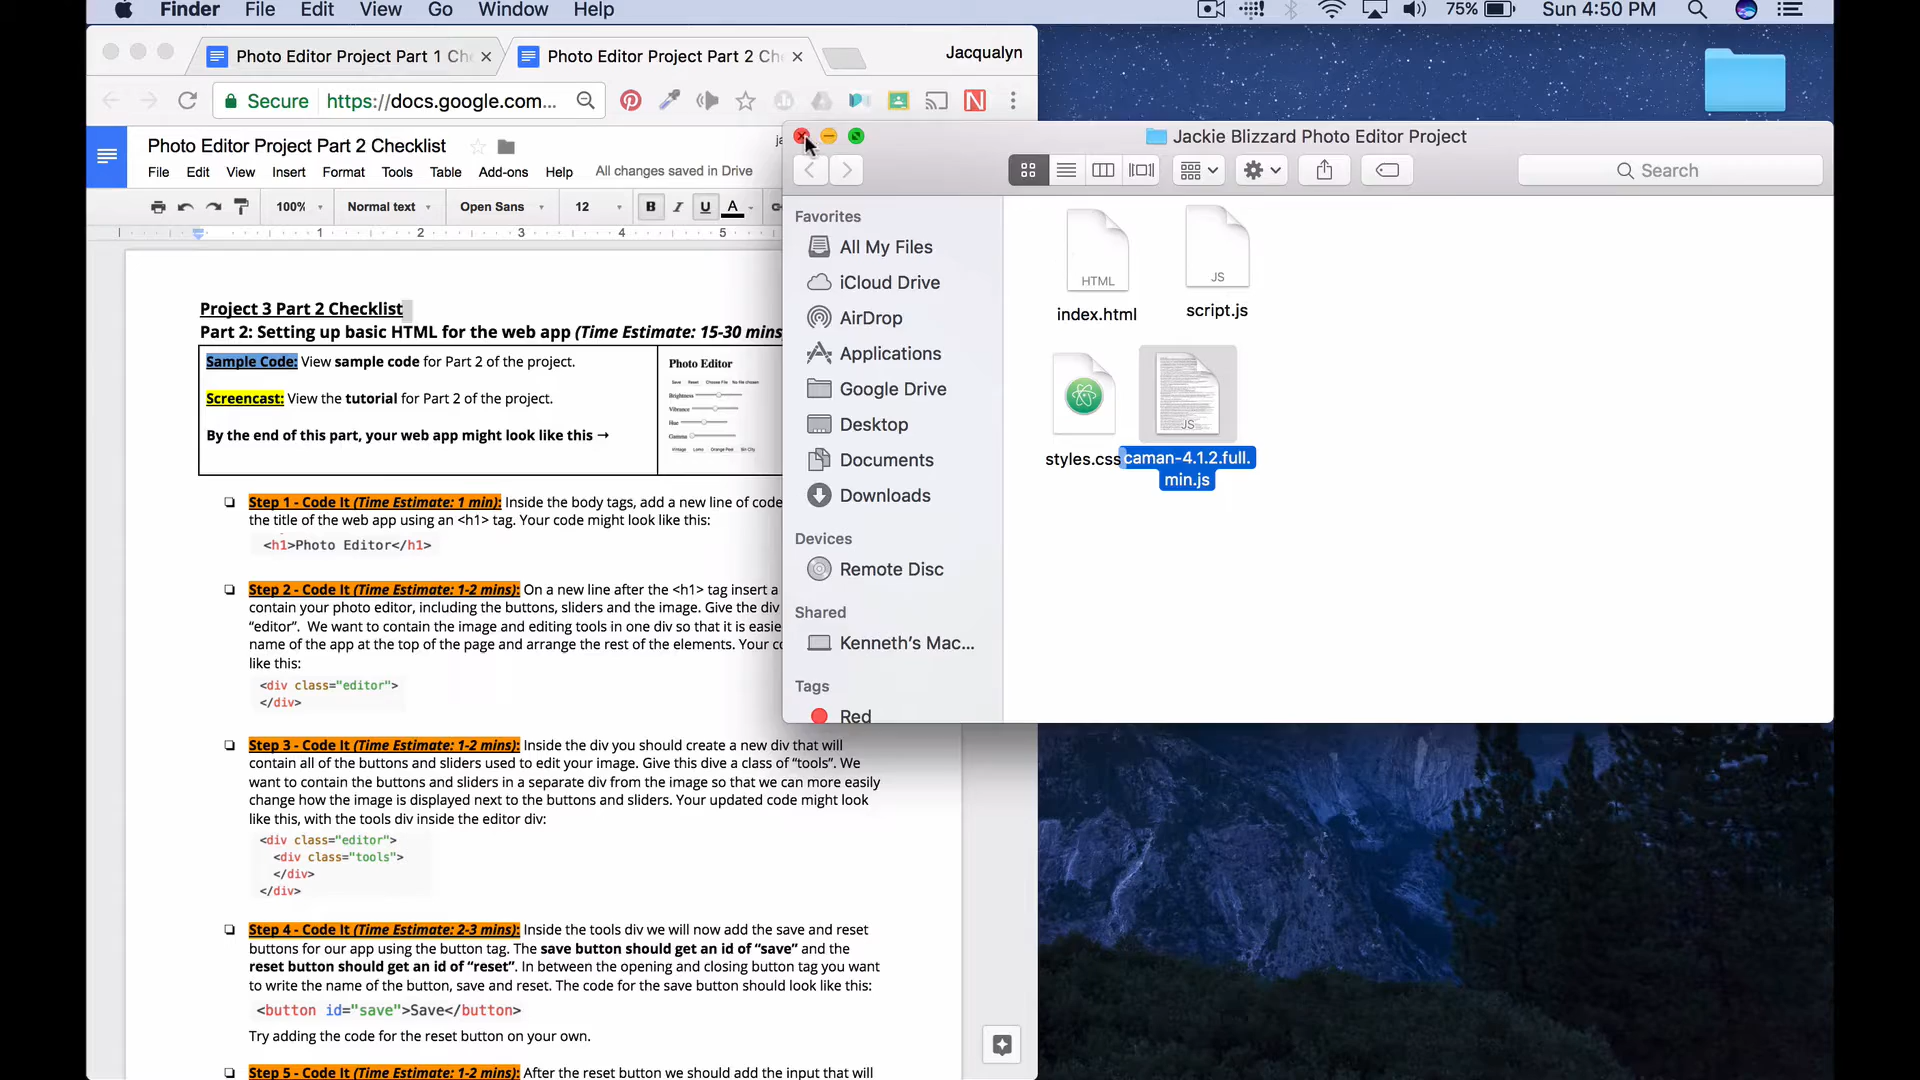 Finder File Edit View Go Window Help 75% Sun 4:50 PM
Photo Editor Project Part 1 Ch
Photo Editor Project Part 2 Ch
Jacqualyn
Secure https://docs.google.com...
Photo Editor Project Part 2 Checklist
File Edit View Insert Format Tools Table Add-ons Help All changes saved in Drive
100% Normal text Open Sans 12 B I U A
1 2 3 4 5
Project 3 Part 2 Checklist
Part 2: Setting up basic HTML for the web app (Time Estimate: 15-30 mins
Sample Code: View sample code for Part 2 of the project.
Screencast: View the tutorial for Part 2 of the project.
By the end of this part, your web app might look like this →
Photo Editor
Save Reset Choose File No file chosen
Brightness
Vibrance
Hue
Gamma
Vintage Lomo Orange Peel Sin City
Step 1 - Code It (Time Estimate: 1 min): Inside the body tags, add a new line of code
the title of the web app using an <h1> tag. Your code might look like this:
<h1>Photo Editor</h1>
Step 2 - Code It (Time Estimate: 1-2 mins): On a new line after the <h1> tag insert a
contain your photo editor, including the buttons, sliders and the image. Give the div
“editor”. We want to contain the image and editing tools in one div so that it is easie
name of the app at the top of the page and arrange the rest of the elements. Your c
like this:
<div class="editor">
</div>
Step 3 - Code It (Time Estimate: 1-2 mins): Inside the div you should create a new div that will
contain all of the buttons and sliders used to edit your image. Give this dive a class of “tools”. We
want to contain the buttons and sliders in a separate div from the image so that we can more easily
change how the image is displayed next to the buttons and sliders. Your updated code might look
like this, with the tools div inside the editor div:
<div class="editor">
<div class="tools">
</div>
</div>
Step 4 - Code It (Time Estimate: 2-3 mins): Inside the tools div we will now add the save and reset
buttons for our app using the button tag. The save button should get an id of “save” and the
reset button should get an id of “reset”. In between the opening and closing button tag you want
to write the name of the button, save and reset. The code for the save button should look like this:
<button id="save">Save</button>
Try adding the code for the reset button on your own.
Step 5 - Code It (Time Estimate: 1-2 mins): After the reset button we should add the input that will
Jackie Blizzard Photo Editor Project
Search
Favorites
All My Files
iCloud Drive
AirDrop
Applications
Google Drive
Desktop
Documents
Downloads
Devices
Remote Disc
Shared
Kenneth’s Mac...
Tags
Red
HTML
index.html
JS
script.js
styles.css
JS
caman-4.1.2.full.
min.js